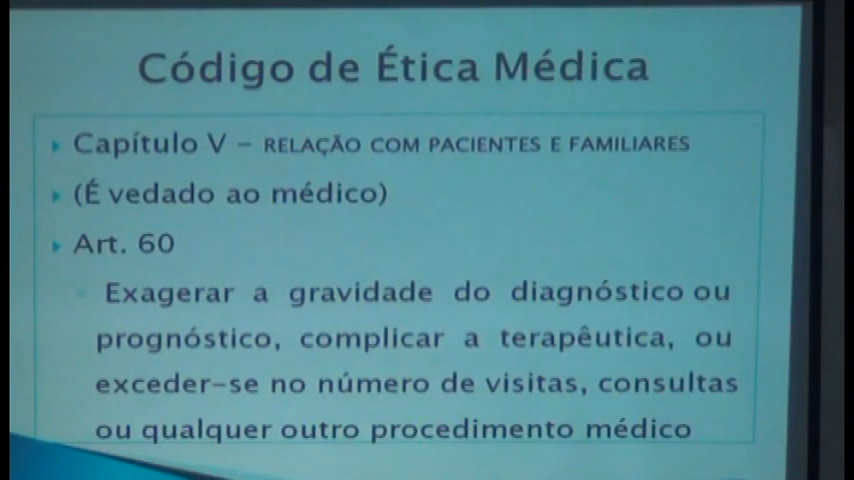 Código de Ética Médica
Capítulo V – RELAÇÃO COM PACIENTES E FAMILIARES
(É vedado ao médico)
Art. 60
Exagerar a gravidade do diagnóstico ou
prognóstico, complicar a terapêutica, ou
exceder-se no número de visitas, consultas
ou qualquer outro procedimento médico